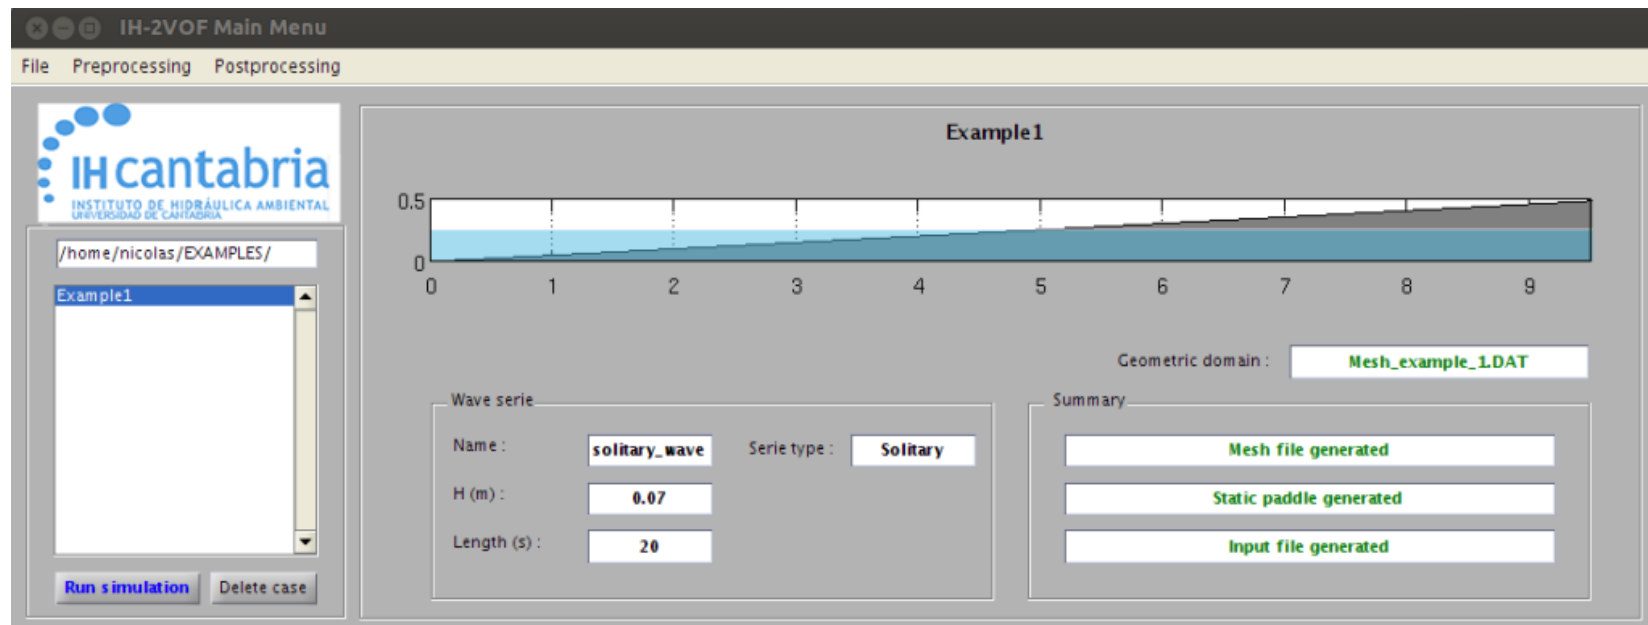 IH-2VOF Main Menu
File Preprocessing Postprocessing
IHcantabria
INSTITUTO DE HIDRÁULICA AMBIENTAL
UNIVERSIDAD DE CANTABRIA
/home/nicolas/EXAMPLES/
Example1
Run simulation Delete case
Example1
0.5
0
0 1 2 3 4 5 6 7 8 9
Geometric domain : Mesh_example_1.DAT
Wave serie
Name : solitary_wave Serie type : Solitary
H (m) : 0.07
Length (s) : 20
Summary
Mesh file generated
Static paddle generated
Input file generated